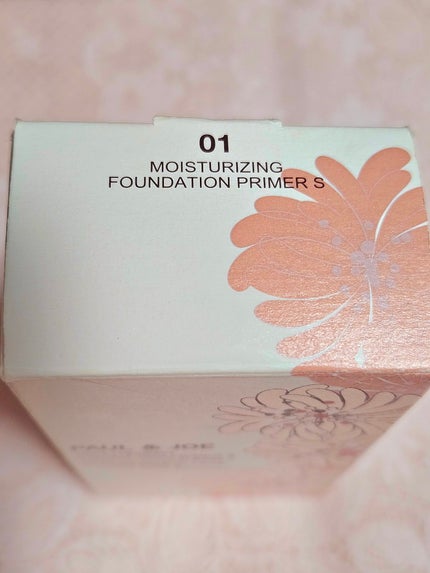 01
MOISTURIZING
FOUNDATION PRIMER S
PAUL & JOE